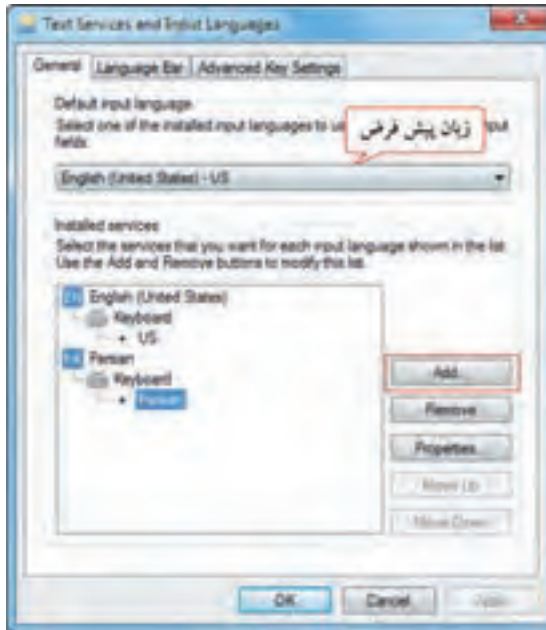 Text Services and Input Languages
General Language Bar Advanced Key Settings
Default input language
Select one of the installed input languages to us
زبان پیش فرض
put
fields.
English (United States) - US
Installed services
Select the services that you want for each input language shown in the list.
Use the Add and Remove buttons to modify this list.
EN English (United States)
Keyboard
US
FA Persian
Keyboard
Persian
Add...
Remove
Properties...
Move Up
Move Down
OK Cancel Apply